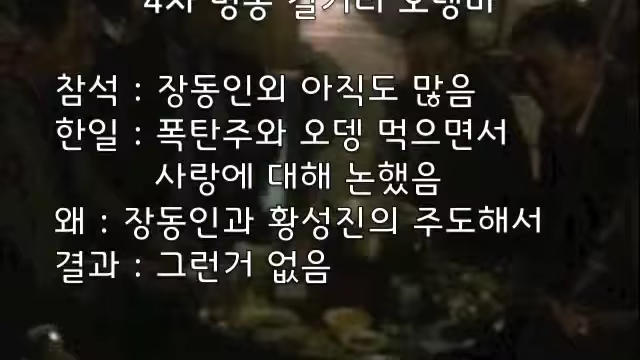 4차 명동 길거리 오뎅바
참석 : 장동인외 아직도 많음
한일 : 폭탄주와 오뎅 먹으면서
사랑에 대해 논했음
왜 : 장동인과 황성진의 주도해서
결과 : 그런거 없음